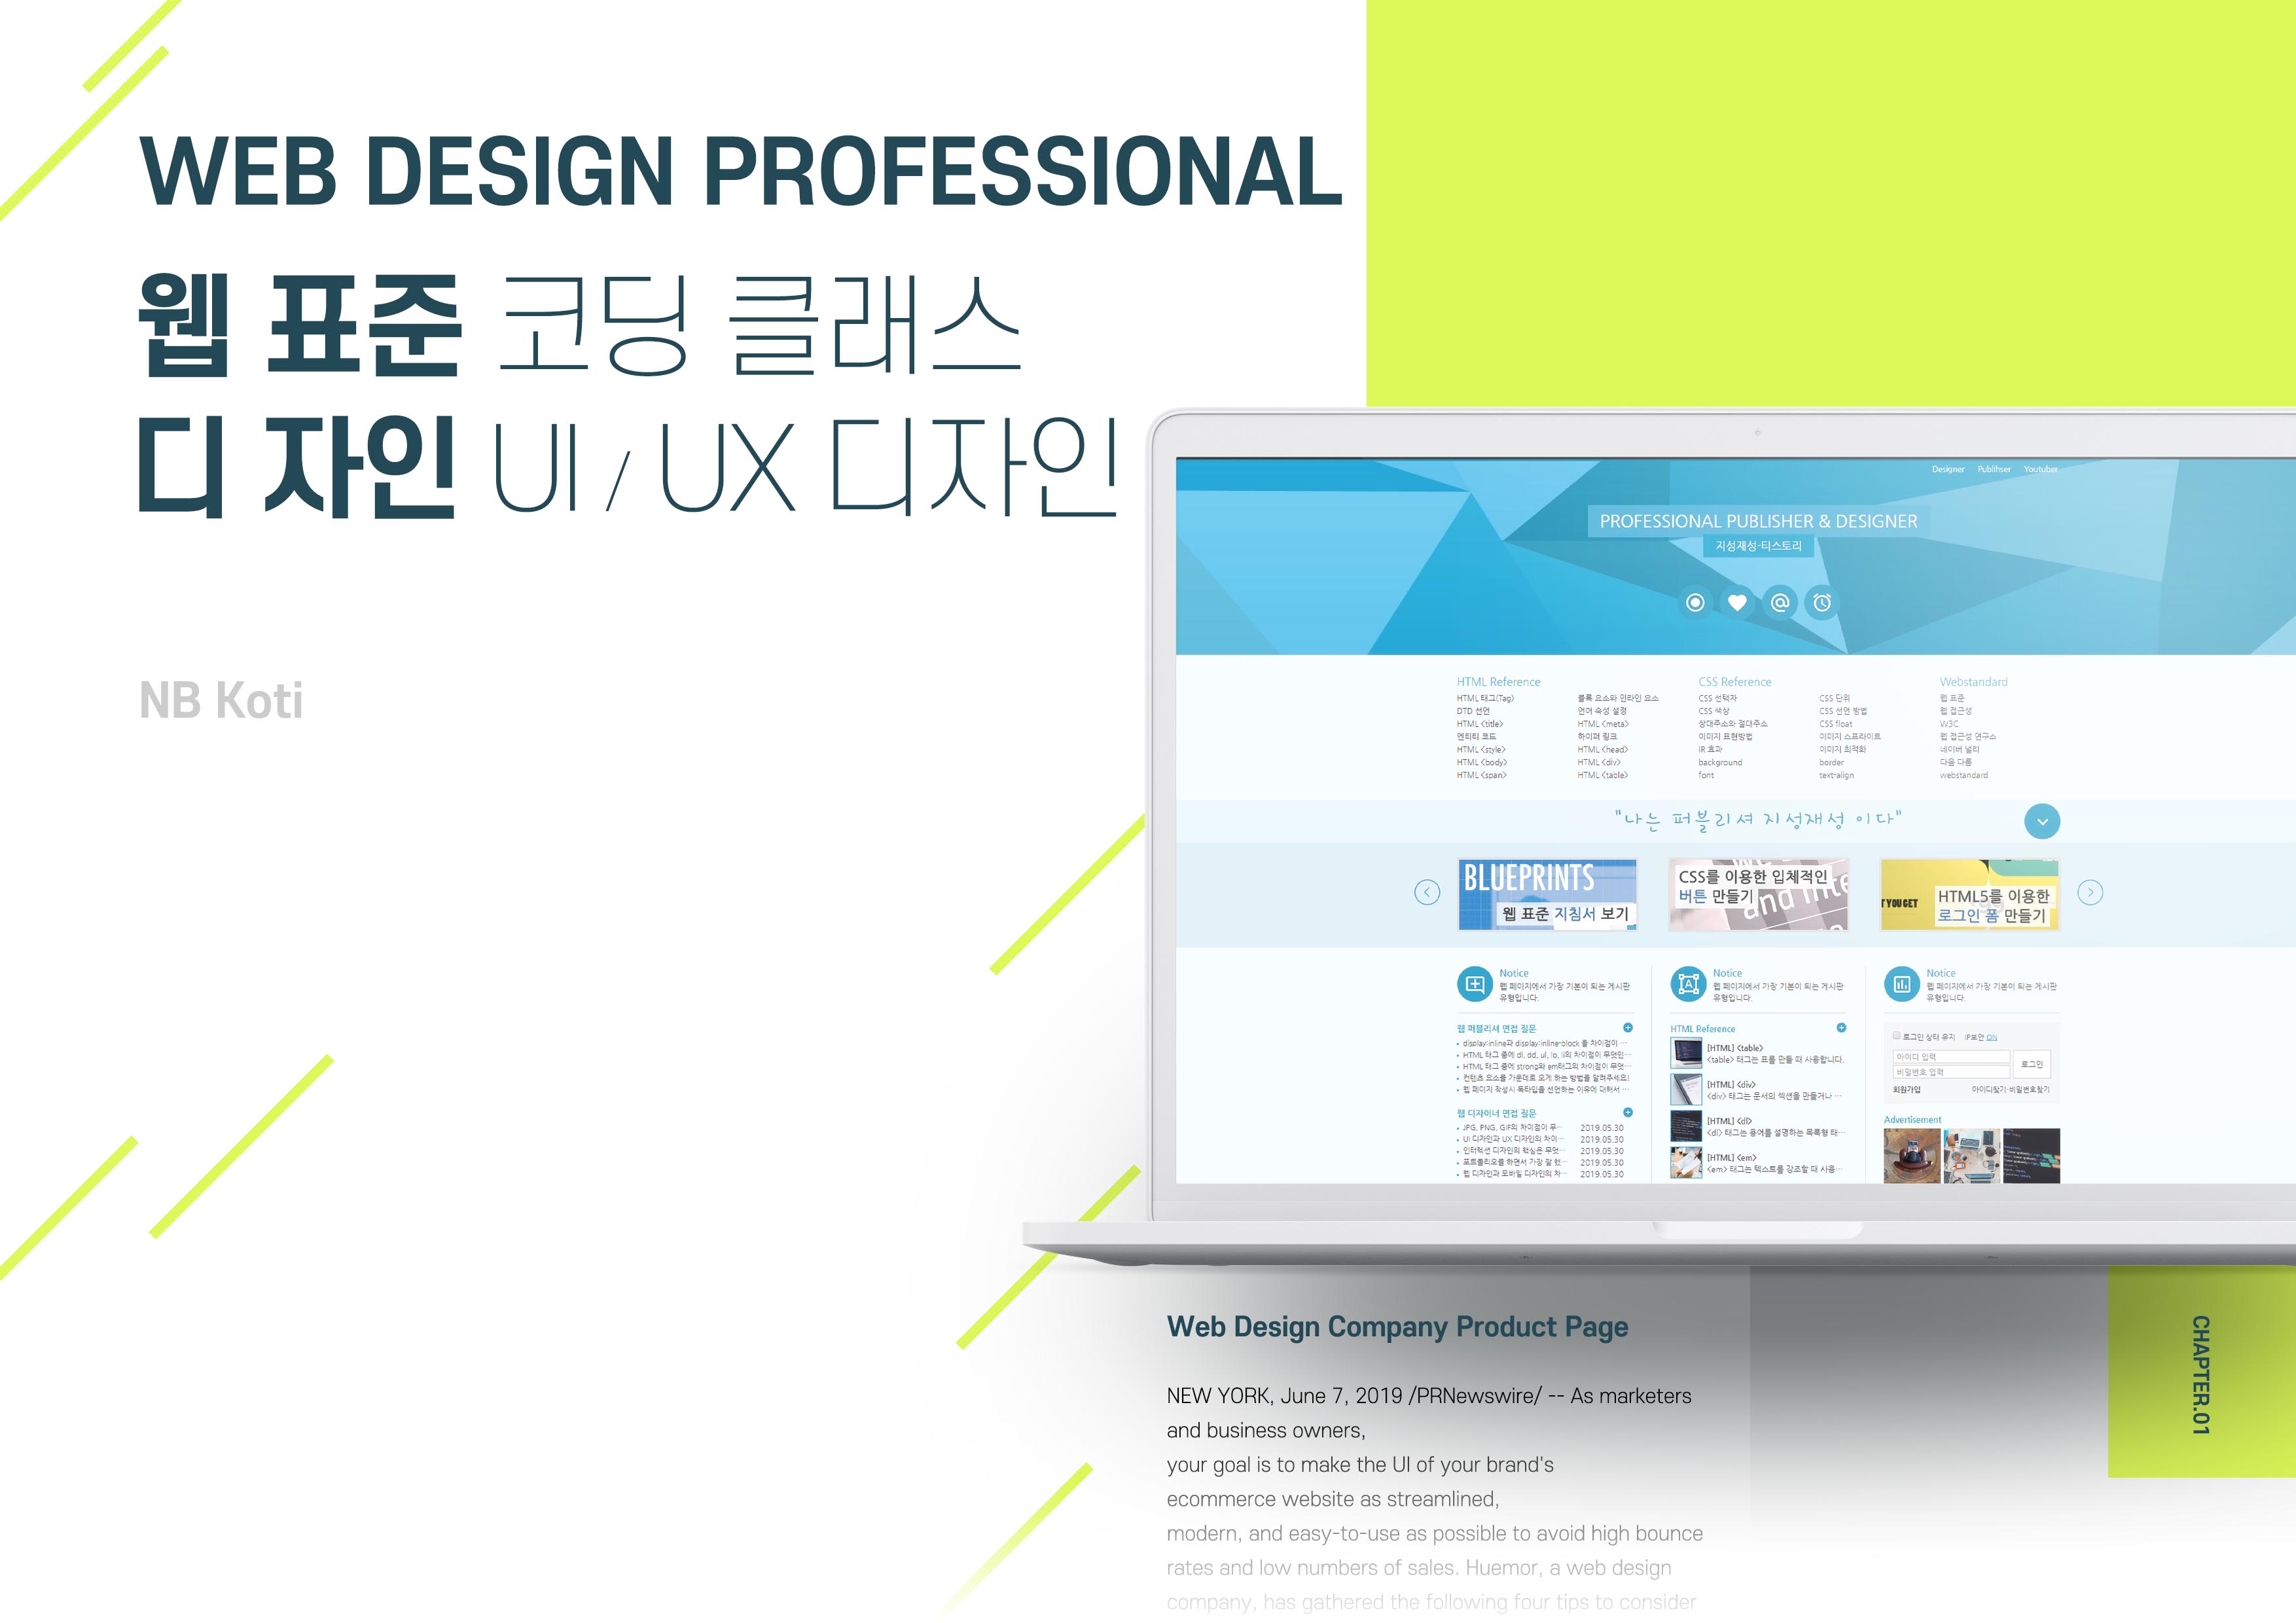 WEB DESIGN PROFESSIONAL
웹 표준 코딩 클래스
디 자인 UI / UX 디자인
NB Koti
Designer Publihser Youtuber
PROFESSIONAL PUBLISHER & DESIGNER
지성재성-티스토리
HTML Reference
HTML 태그(Tag)
DTD 선언
HTML <title>
엔티티 코드
HTML <style>
HTML <body>
HTML <span>
블록 요소와 인라인 요소
언어 속성 설정
HTML <meta>
하이퍼 링크
HTML <head>
HTML <div>
HTML <table>
CSS Reference
CSS 선택자
CSS 색상
상대주소와 절대주소
이미지 표현방법
IR 효과
background
font
CSS 단위
CSS 선언 방법
CSS float
이미지 스프라이트
이미지 최적화
border
text-align
Webstandard
웹 표준
웹 접근성
W3C
웹 접근성 연구소
네이버 널리
다음 다룸
webstandard
"나는 퍼블리셔 지성재성 이다"
BLUEPRINTS
웹 표준 지침서 보기
CSS를 이용한 입체적인
버튼 만들기
and inte
T YOU GET
HTML5를 이용한
로그인 폼 만들기
Notice
웹 페이지에서 가장 기본이 되는 게시판
유형입니다.
웹 퍼블리셔 면접 질문
display:inline과 display:inline-block 을 차이점이 …
HTML 태그 중에 dl, dd, ul, lo, li의 차이점이 무엇인…
HTML 태그 중에 strong와 em태그의 차이점이 무엇…
컨텐츠 요소를 가운데로 오게 하는 방법을 알려주세요!
웹 페이지 작성시 독타입을 선언하는 이유에 대해서 …
웹 디자이너 면접 질문
JPG, PNG, GIF의 차이점이 무… 2019.05.30
UI 디자인과 UX 디자인의 차이… 2019.05.30
인터렉션 디자인의 핵심은 무엇… 2019.05.30
포트폴리오를 하면서 가장 잘 했… 2019.05.30
웹 디자인과 모바일 디자인의 차… 2019.05.30
Notice
웹 페이지에서 가장 기본이 되는 게시판
유형입니다.
HTML Reference
[HTML] <table>
<table> 태그는 표를 만들 때 사용합니다.
[HTML] <div>
<div> 태그는 문서의 섹션을 만들거나 …
[HTML] <dl>
<dl> 태그는 용어를 설명하는 목록형 태…
[HTML] <em>
<em> 태그는 텍스트를 강조할 때 사용…
Notice
웹 페이지에서 가장 기본이 되는 게시판
유형입니다.
로그인 상태 유지 IP보안 ON
아이디 입력
비밀번호 입력
로그인
회원가입 아이디찾기·비밀번호찾기
Advertisement
Web Design Company Product Page
NEW YORK, June 7, 2019 /PRNewswire/ -- As marketers
and business owners,
your goal is to make the UI of your brand's
ecommerce website as streamlined,
modern, and easy-to-use as possible to avoid high bounce
rates and low numbers of sales. Huemor, a web design
company, has gathered the following four tips to consider
CHAPTER.01